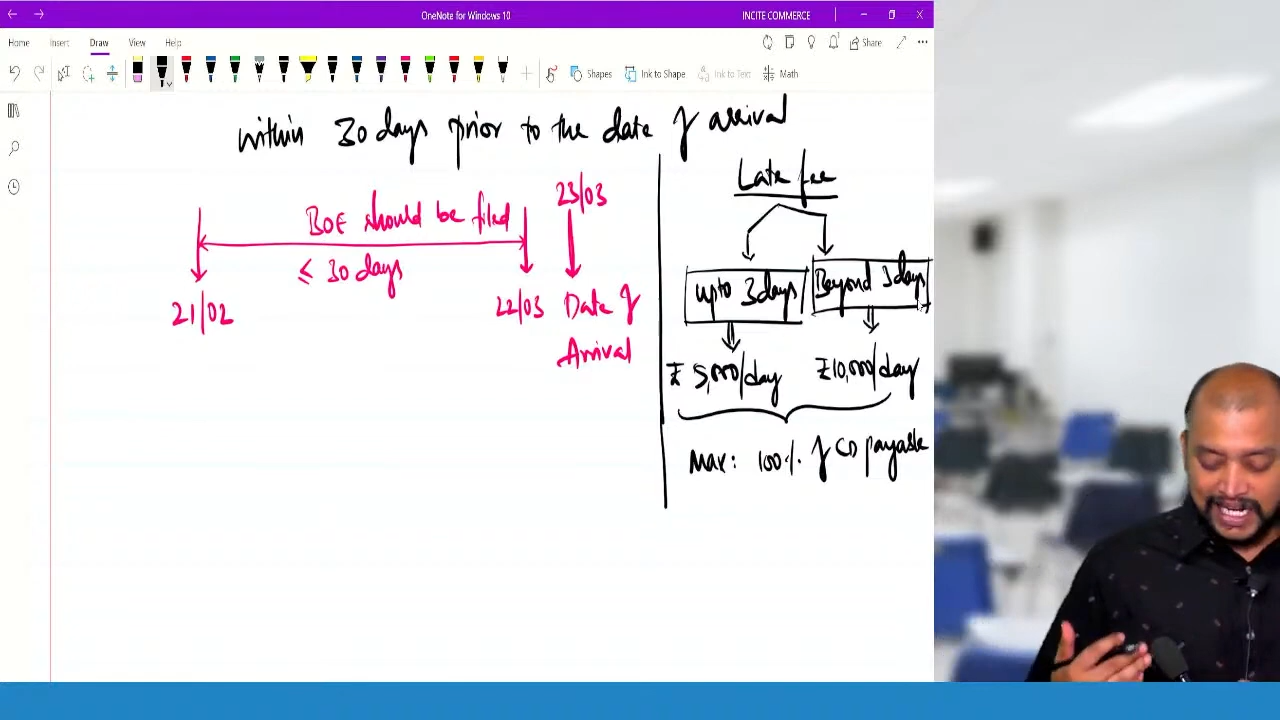 OneNote for Windows 10
INCITE COMMERCE
Home Insert Draw View Help
Share
Shapes Ink to Shape Ink to Text Math
within 30 days prior to the date of arrival
Late fee
23/03
BOE should be filed
≤ 30 days
21/02
22/03
Date of
Arrival
upto 3 days
Beyond 3 days
₹ 5,000/day
₹10,000/day
Max: 100% of CD payable